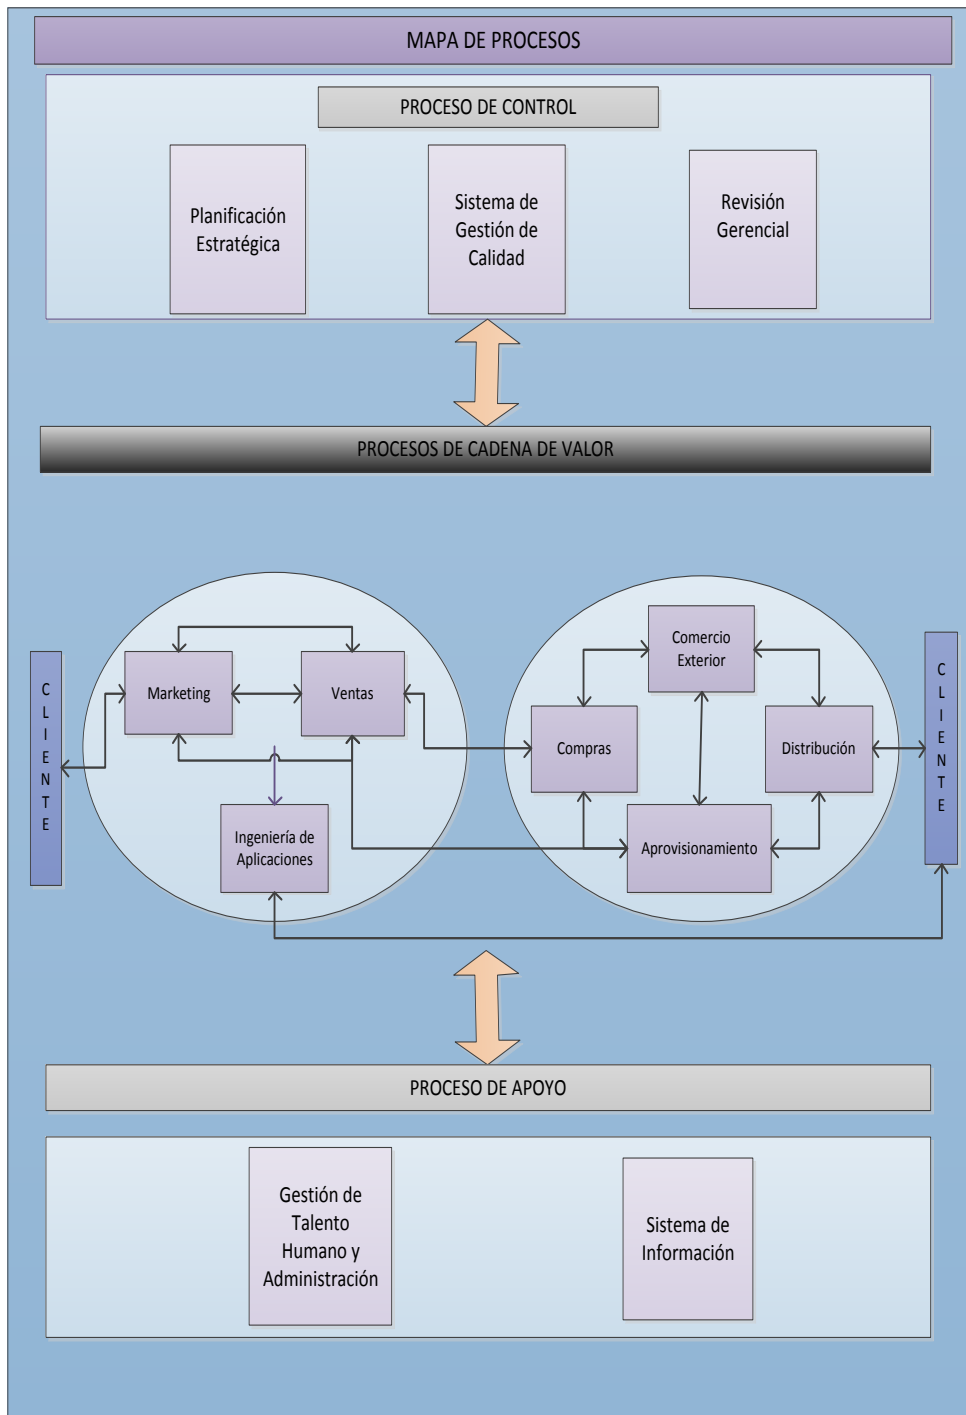 MAPA DE PROCESOS
PROCESO DE CONTROL
Planificación
Estratégica
Sistema de
Gestión de
Calidad
Revisión
Gerencial
PROCESOS DE CADENA DE VALOR
C
L
I
E
N
T
E
Marketing
Ventas
Ingeniería de
Aplicaciones
Comercio
Exterior
Compras
Distribución
Aprovisionamiento
C
L
I
E
N
T
E
PROCESO DE APOYO
Gestión de
Talento
Humano y
Administración
Sistema de
Información